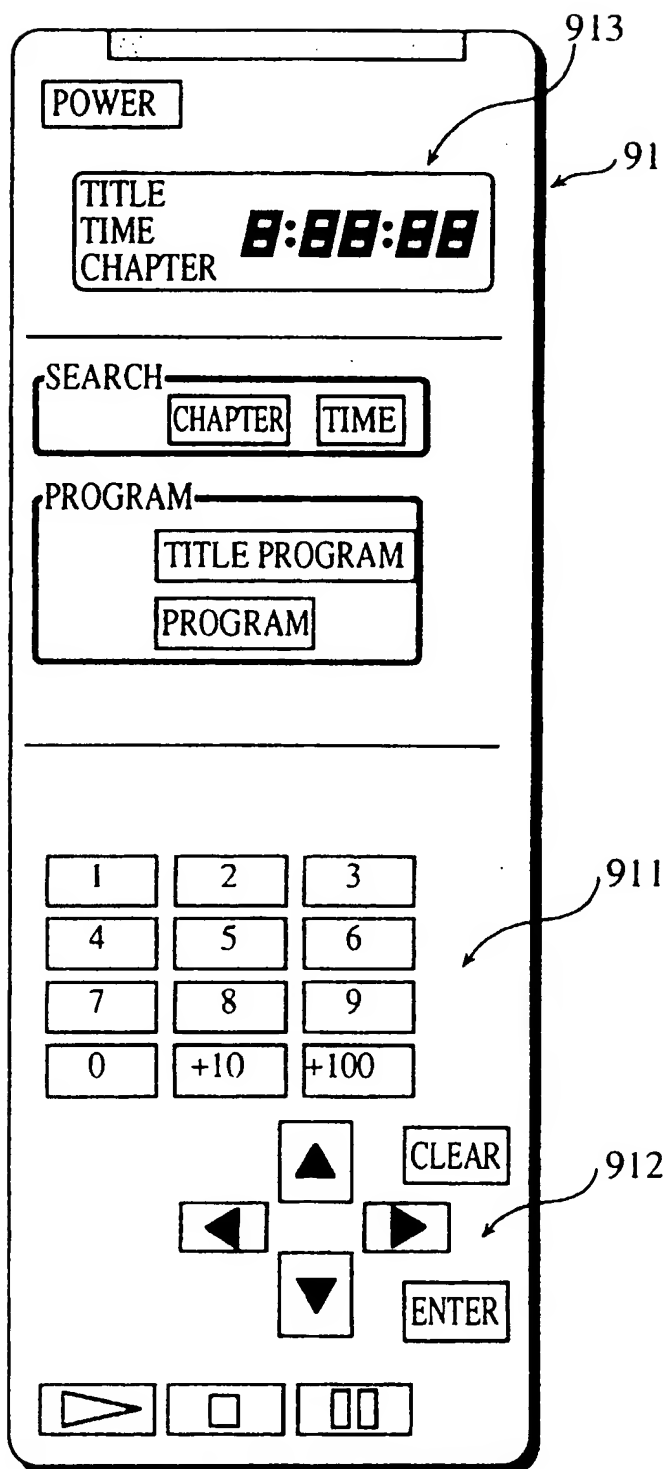 913
POWER
91
TITLE
TIME 8:88:88
CHAPTER
SEARCH
CHAPTER TIME
PROGRAM
TITLE PROGRAM
PROGRAM
1 2 3
911
4 5 6
7 8 9
0 +10 +100
CLEAR
912
ENTER